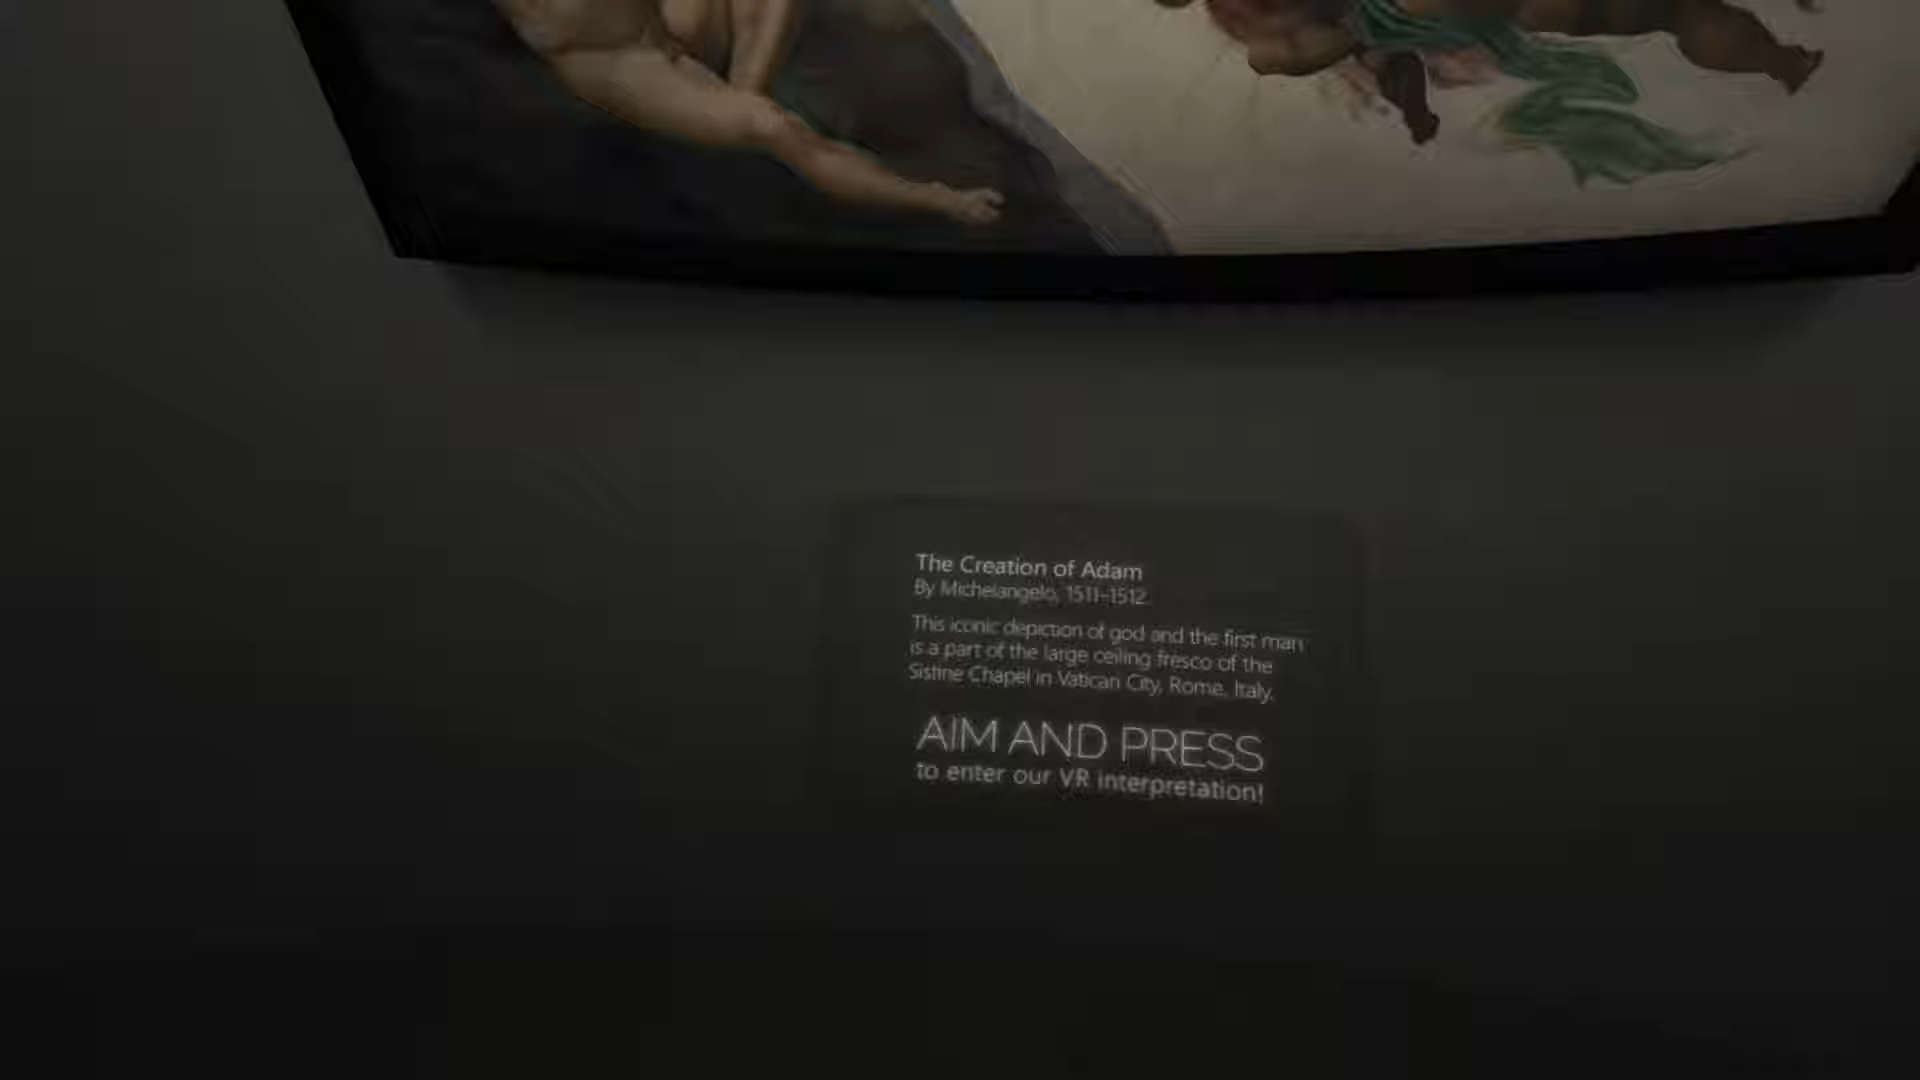 The Creation of Adam
By Michelangelo, 1511-1512.
This iconic depiction of god and the first man
is a part of the large ceiling fresco of the
Sistine Chapel in Vatican City, Rome, Italy.
AIM AND PRESS
to enter our VR interpretation!